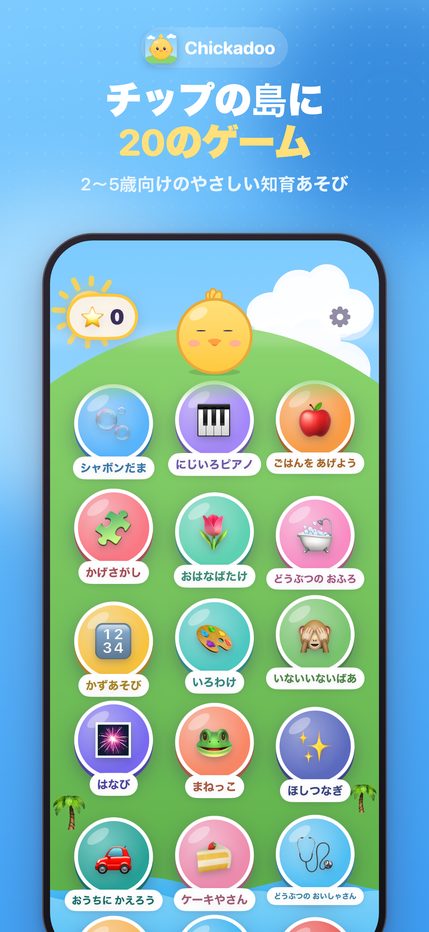 Chickadoo
チップの島に
20のゲーム
2〜5歳向けのやさしい知育あそび
0
シャボンだま
にじいろピアノ
ごはんを あげよう
かげさがし
おはなばたけ
どうぶつの おふろ
1 2
3 4
かずあそび
いろわけ
いないいないばあ
はなび
まねっこ
ほしつなぎ
おうちに かえろう
ケーキやさん
どうぶつの おいしゃさん